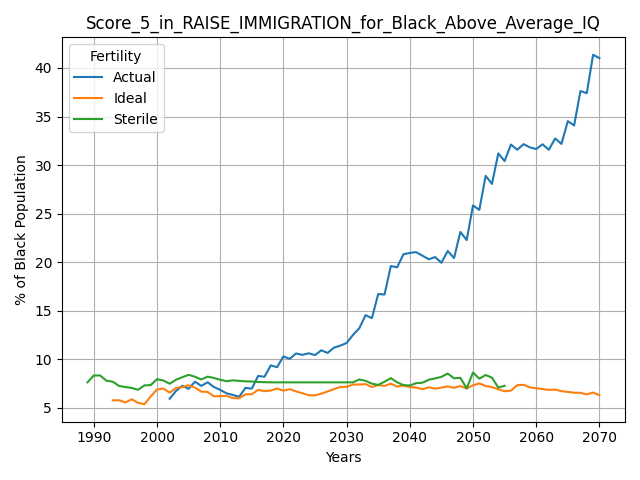 Score_5_in_RAISE_IMMIGRATION_for_Black_Above_Average_IQ
Fertility
Actual
Ideal
Sterile
% of Black Population
40
35
30
25
20
15
10
5
1990 2000 2010 2020 2030 2040 2050 2060 2070
Years